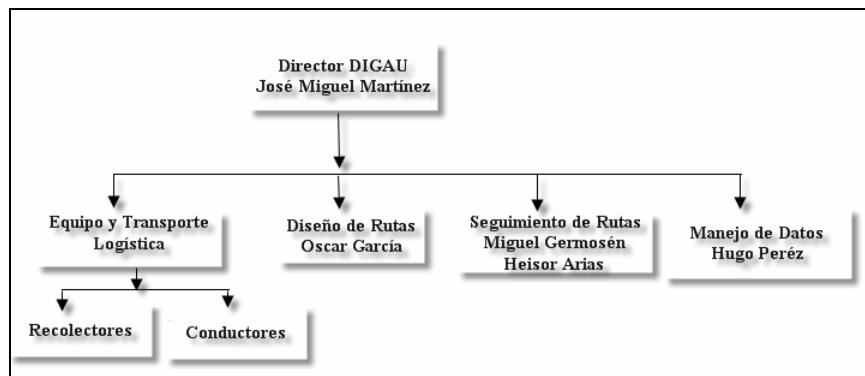 Director DIGAU
José Miguel Martínez
Equipo y Transporte
Logística
Diseño de Rutas
Oscar García
Seguimiento de Rutas
Miguel Germosén
Heisor Arias
Manejo de Datos
Hugo Peréz
Recolectores
Conductores